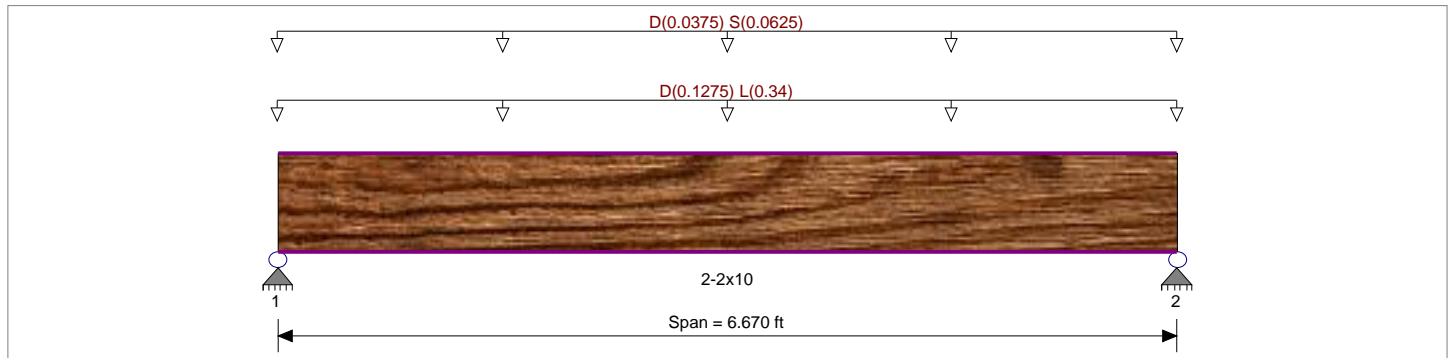 D(0.0375) S(0.0625)
D(0.1275) L(0.34)
2-2x10
1
2
Span = 6.670 ft